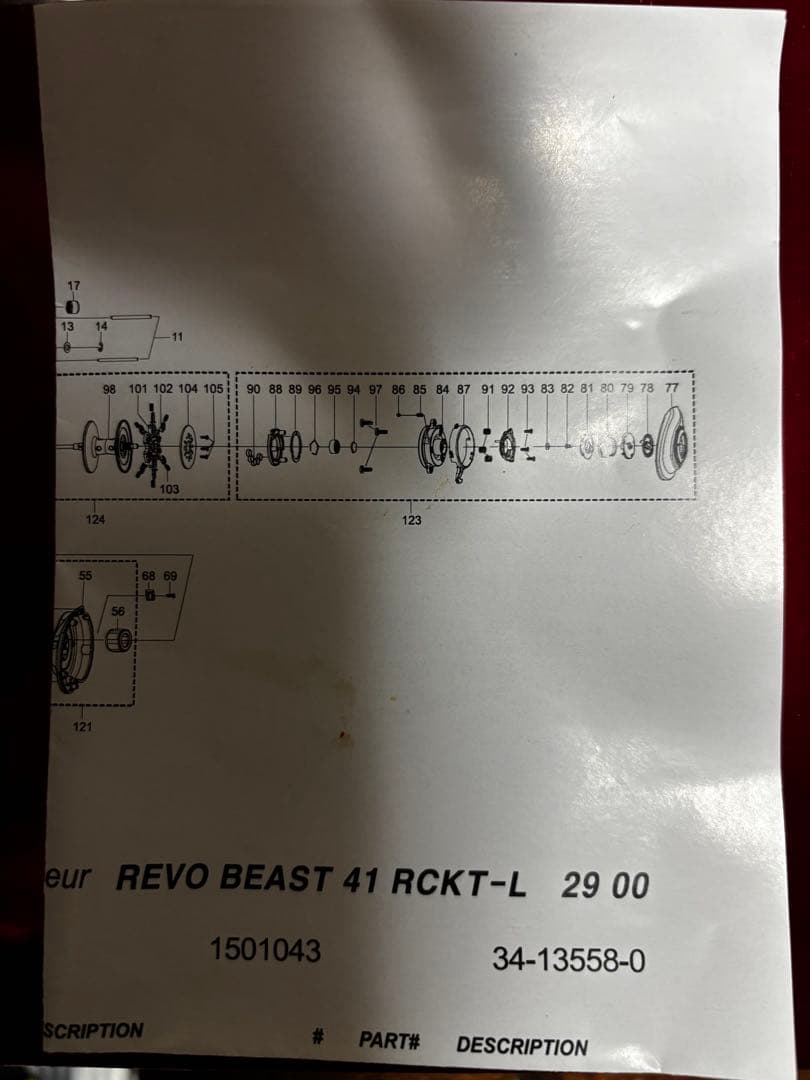 17
13 14
11
98 101 102 104 105 90 88 89 96 95 94 97 86 85 84 87 91 92 93 83 82 81 80 79 78 77
103
124 123
55 68 69
56
121
eur REVO BEAST 41 RCKT-L 29 00
1501043 34-13558-0
SCRIPTION # PART# DESCRIPTION